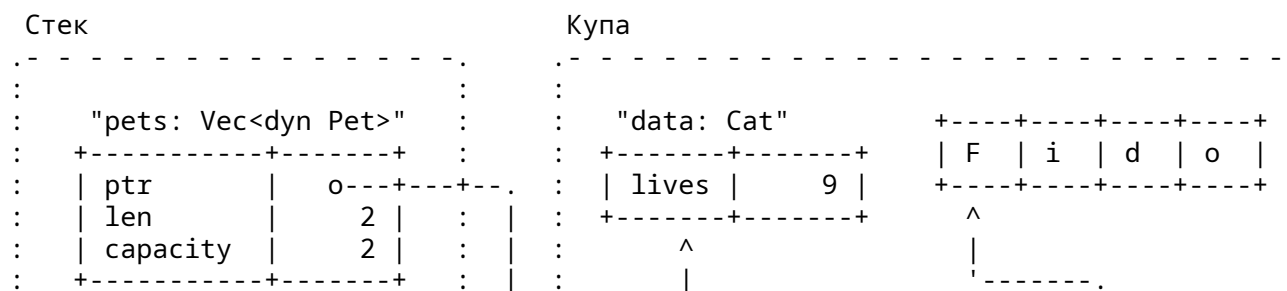 Стек Купа
.- - - - - - - - - - - - - -. .- - - - - - - - - - - - - - - - - - - - - - -
: : :
: "pets: Vec<dyn Pet>" : : "data: Cat" +----+----+----+----+
: +-----------+-------+ : : +-------+-------+ | F | i | d | o |
: | ptr | o---+---+--. : | lives | 9 | +----+----+----+----+
: | len | 2 | : | : +-------+-------+ ^
: | capacity | 2 | : | : ^ |
: +-----------+-------+ : | : | '-------.